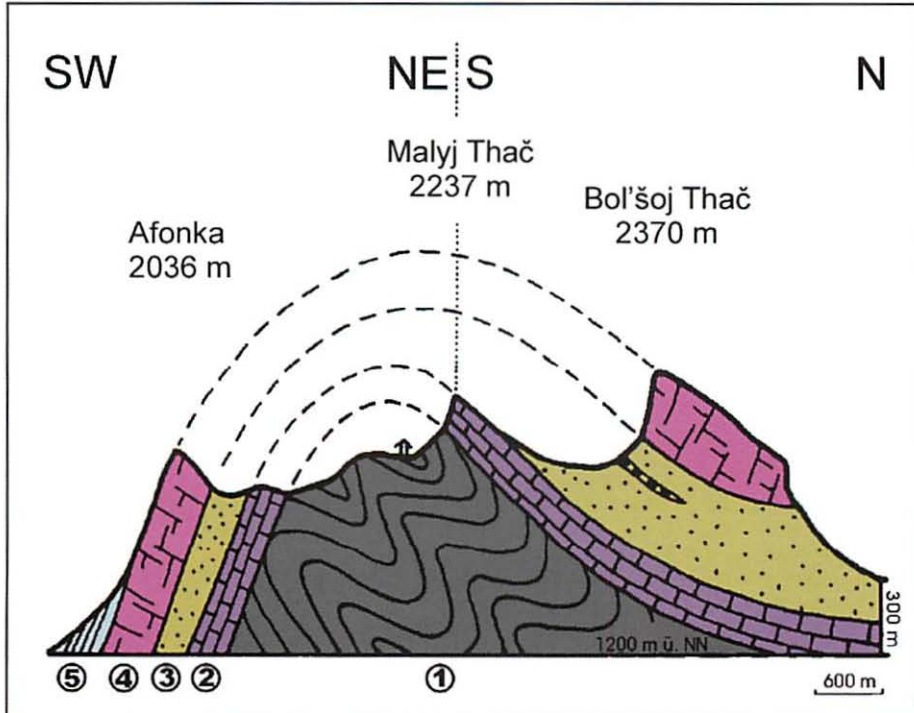 SW NE S N
Malyj Thač
2237 m
Bol'šoj Thač
2370 m
Afonka
2036 m
300 m
1200 m ü. NN
⑤ ④ ③ ② ①
600 m